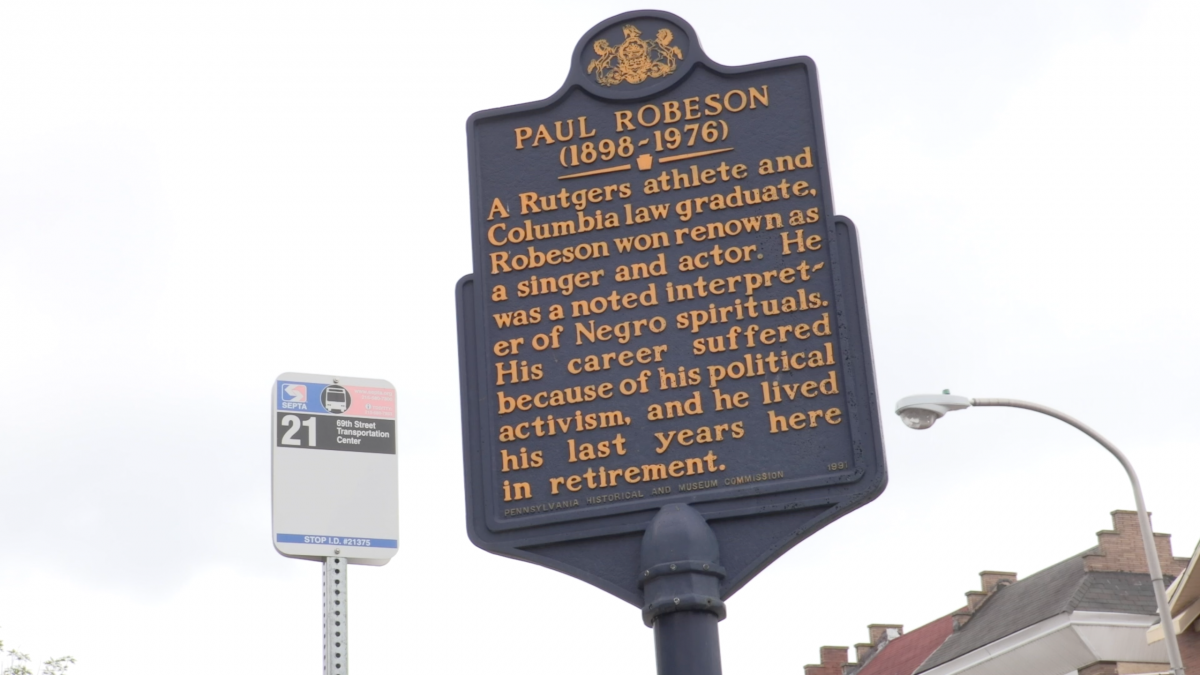 PAUL ROBESON
(1898-1976)
A Rutgers athlete and
Columbia law graduate,
Robeson won renown as
a singer and actor. He
was a noted interpret-
er of Negro spirituals.
His career suffered
because of his political
activism, and he lived
his last years here
in retirement.
PENNSYLVANIA HISTORICAL AND MUSEUM COMMISSION 1991
SEPTA
21
69th Street
Transportation
Center
STOP I.D. #21375